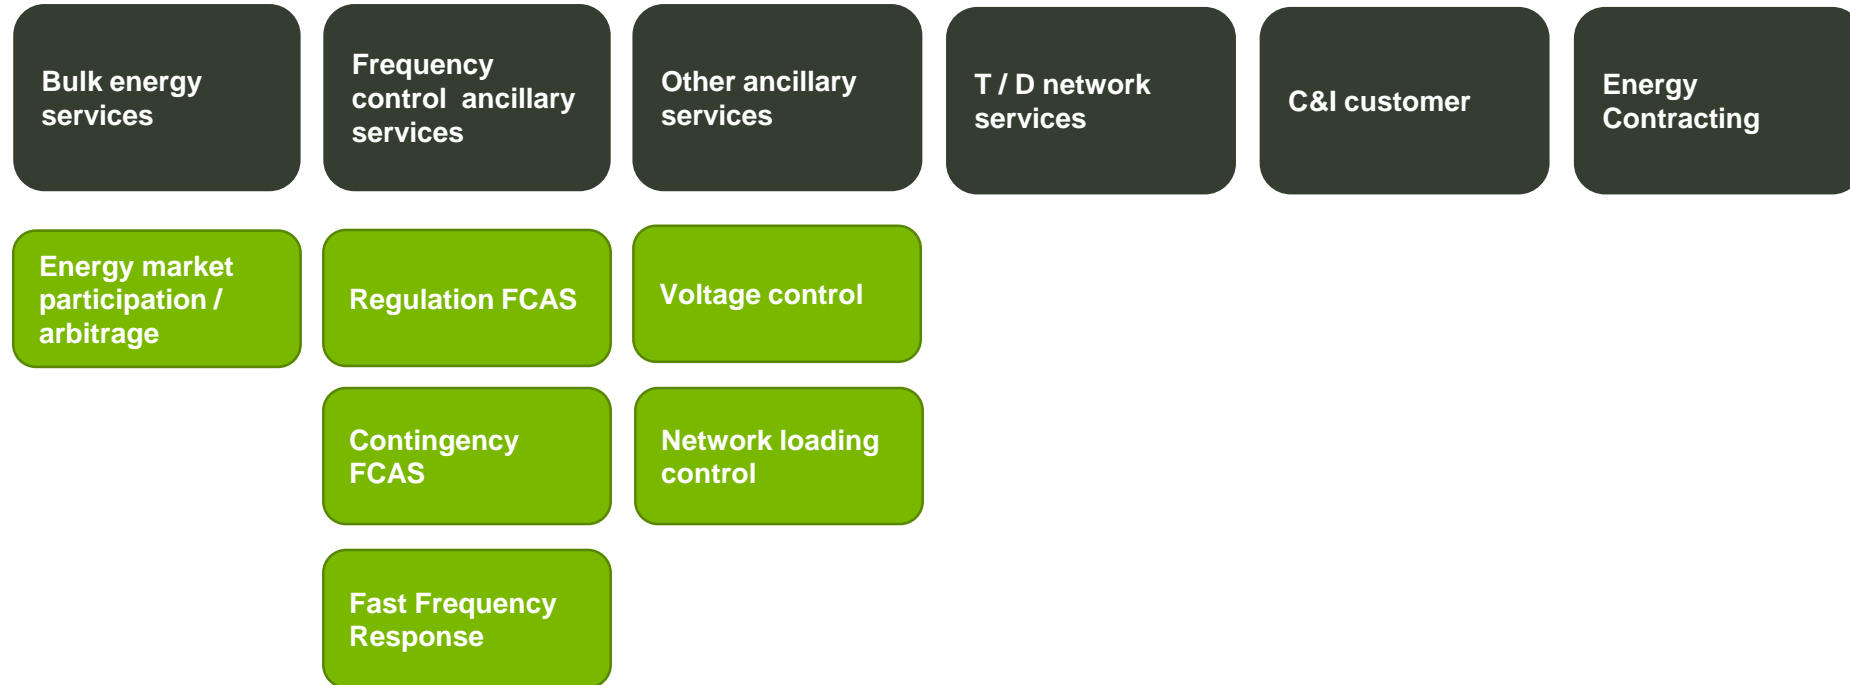 Bulk energy
services
Frequency
control ancillary
services
Other ancillary
services
T / D network
services
C&I customer
Energy
Contracting
Energy market
participation /
arbitrage
Regulation FCAS
Voltage control
Contingency
FCAS
Network loading
control
Fast Frequency
Response